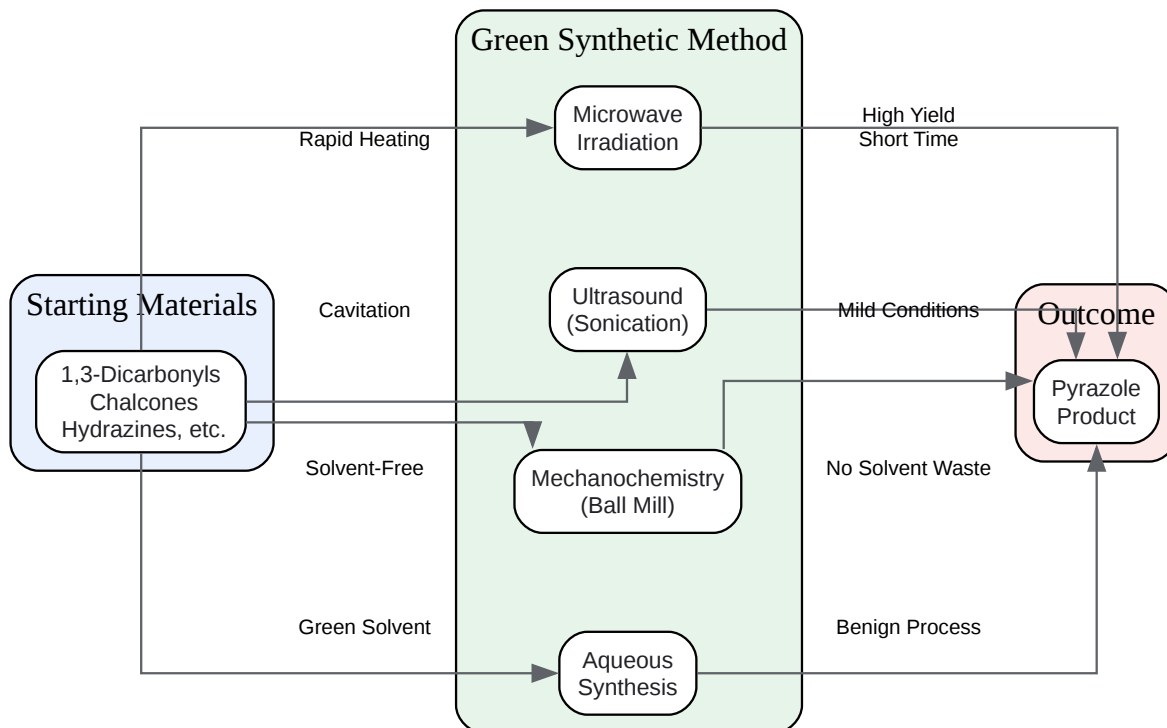 Green Synthetic Method
Microwave
Irradiation
Rapid Heating
High Yield
Short Time
Starting Materials
1,3-Dicarbonyls
Chalcones
Hydrazines, etc.
Cavitation
Ultrasound
(Sonication)
Mild Conditions
Outcome
Pyrazole
Product
Solvent-Free
Mechanochemistry
(Ball Mill)
No Solvent Waste
Green Solvent
Aqueous
Synthesis
Benign Process